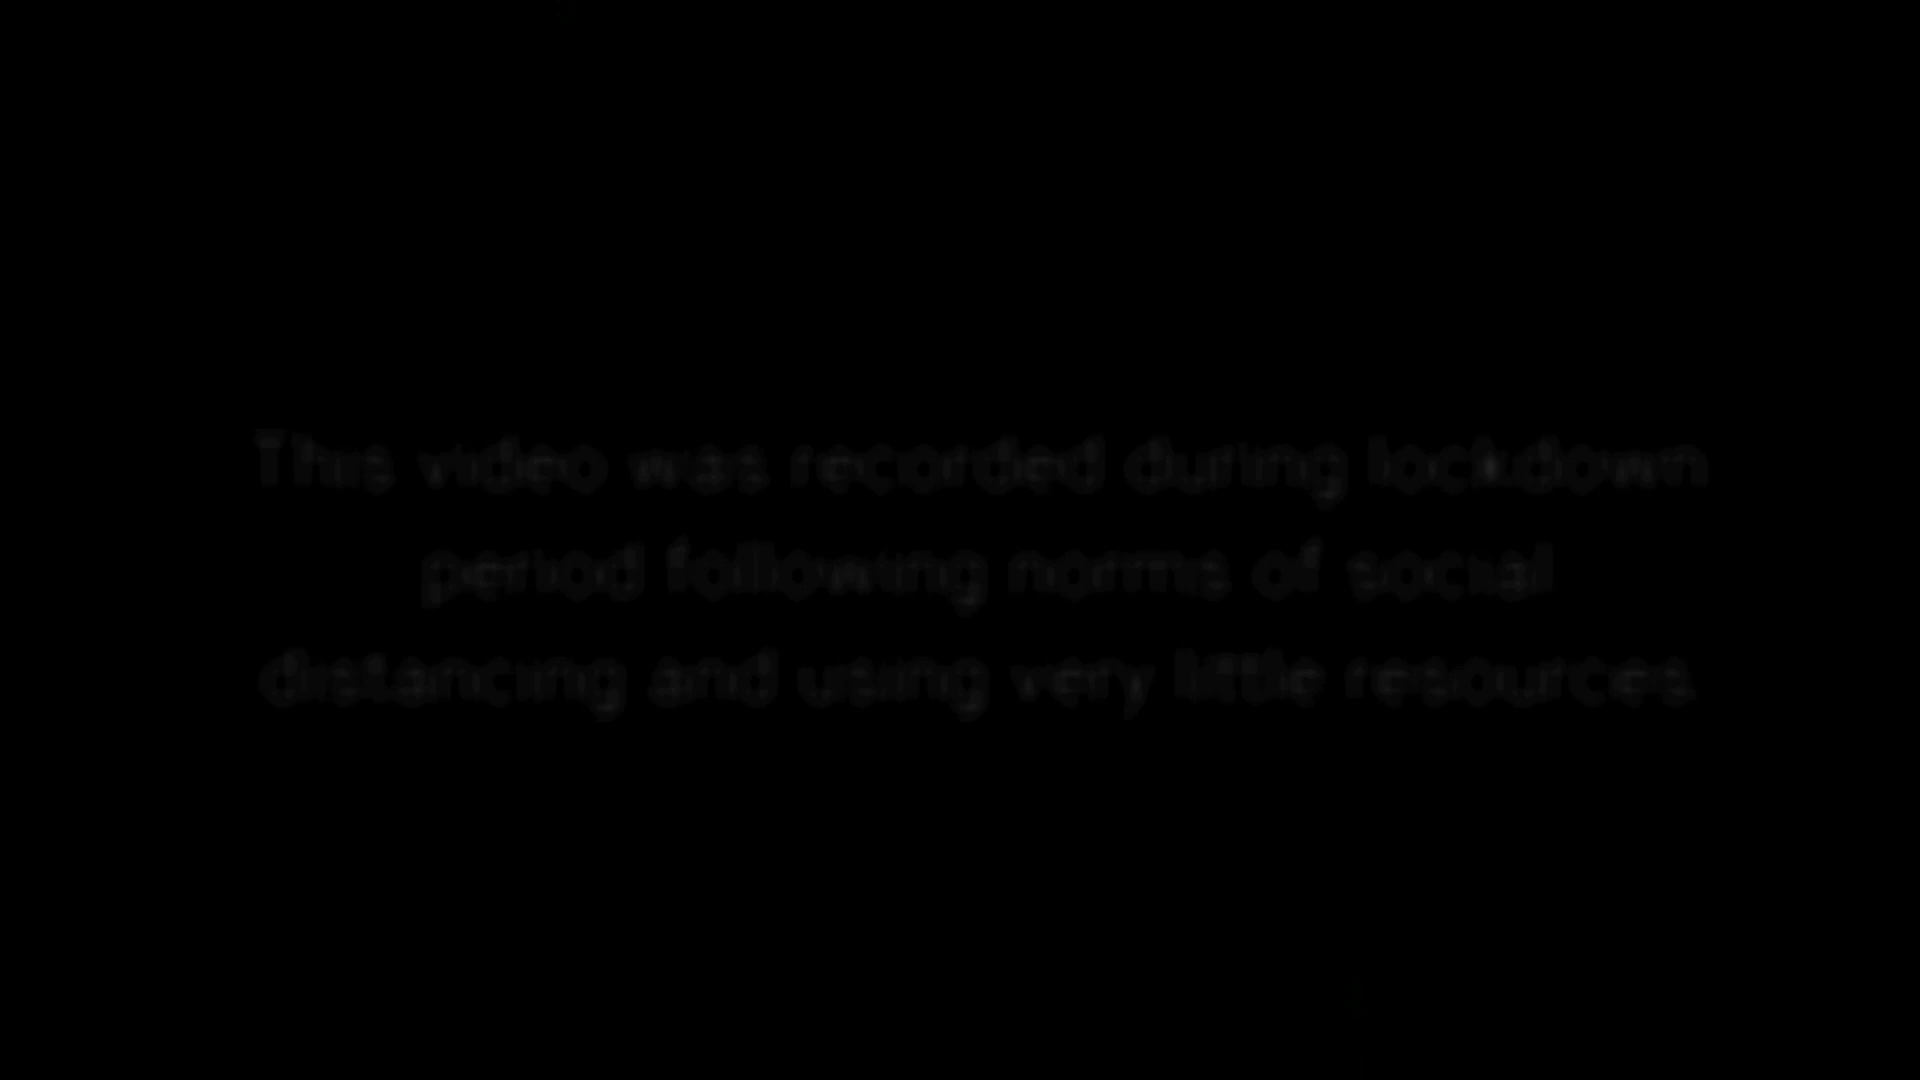 This video was recorded during lockdown
period following norms of social
distancing and using very little resources